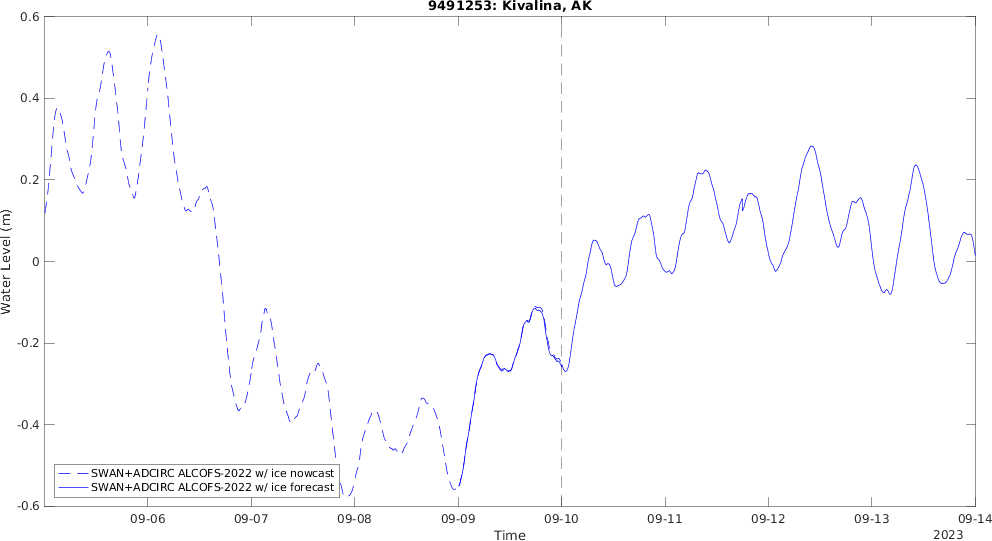 9491253: Kivalina, AK
0.6
0.4
0.2
0
-0.2
-0.4
-0.6
Water Level (m)
SWAN+ADCIRC ALCOFS-2022 w/ ice nowcast
SWAN+ADCIRC ALCOFS-2022 w/ ice forecast
09-06 09-07 09-08 09-09 09-10 09-11 09-12 09-13 09-14
Time
2023